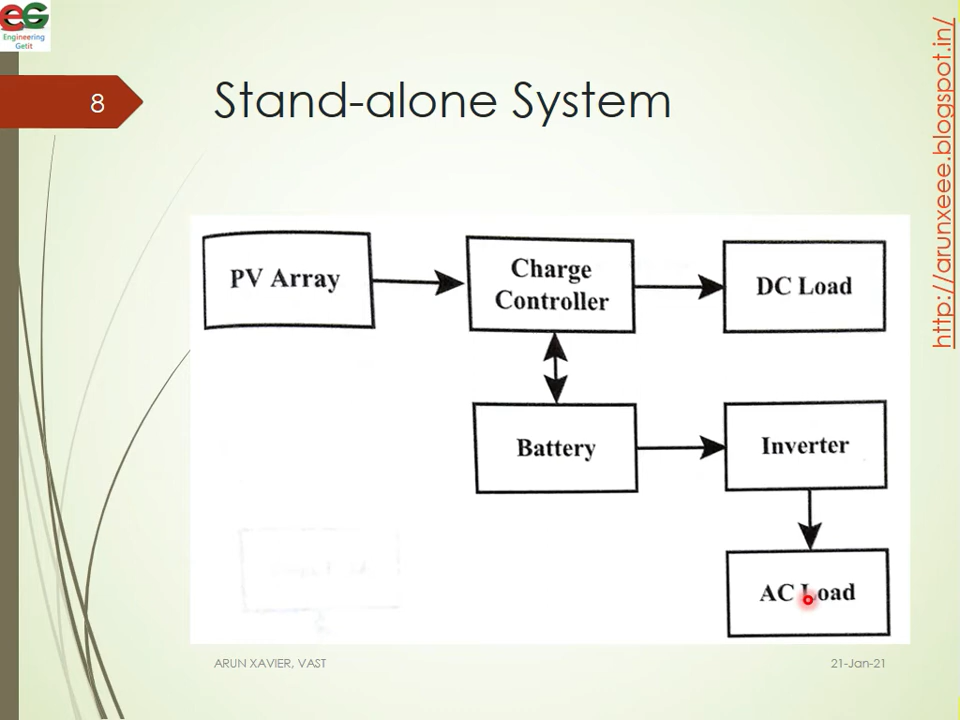 EG
Engineering
Getit
8
Stand-alone System
http://arunxeee.blogspot.in/
PV Array
Charge
Controller
DC Load
Battery
Inverter
AC Load
ARUN XAVIER, VAST
21-Jan-21